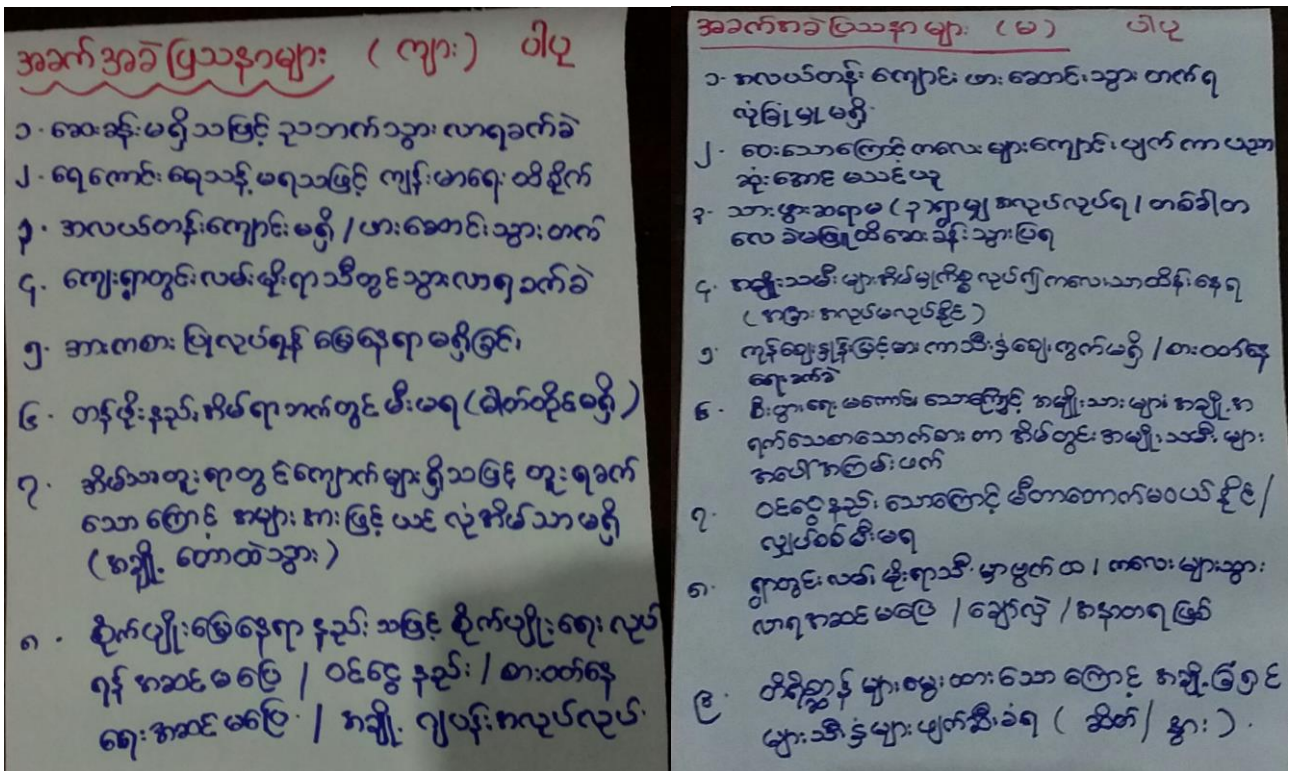 အခက်အခဲပြသနာများ (ကျား) ပါပု
၁. ဆေးခန်းမရှိသဖြင့် ညဘက်သွားလာရခက်ခဲ
၂. ရေကောင်းရေသန့်မရသဖြင့် ကျန်းမာရေးထိခိုက်
၃. အလယ်တန်းကျောင်းမရှိ / ဖားဆောင်းသွားတက်
၄. ကျေးရွာတွင်းလမ်းမိုးရာသီတွင်သွားလာရခက်ခဲ
၅. အားကစားပြုလုပ်ရန် မြေနေရာမရှိခြင်း
၆. တန်ဖိုးနည်းအိမ်ရာဘက်တွင် မီးမရ (ဓါတ်တိုင်မရှိ)
၇. အိမ်သာတူးရာတွင်ကျောက်များရှိသဖြင့် တူးရခက်
သောကြောင့် အများအားဖြင့် ယင်လုံအိမ်သာမရှိ
(အချို့ တောထဲသွား)
၈. စိုက်ပျိုးမြေနေရာနည်းသဖြင့် စိုက်ပျိုးရေးလုပ်
ရန် အဆင်မပြေ / ဝင်ငွေနည်း / စားဝတ်နေ
ရေးအဆင်မပြေ / အချို့ ဂျပန်းအလုပ်လုပ်
အခက်အခဲပြသနာများ (မ) ပါပု
၁. အလယ်တန်းကျောင်း ဖားဆောင်းသွားတက်ရ
လုံခြုံမှုမရှိ
၂. ဝေးသောကြောင့်ကလေးများကျောင်းပျက်ကာပညာ
ဆုံးအောင်မသင်ယူ
၃. သားဖွားဆရာမ (၃)ရွာမျှအလုပ်လုပ်ရ / တစ်ခါတ
လေခဲမဖြူထိဆေးခန်းသွားပြရ
၄. အမျိုးသမီးများအိမ်မှုကိစ္စလုပ်၍ကလေးသာထိန်းနေရ
(အခြားအလုပ်မလုပ်နိုင်)
၅. ကုန်ဈေးနှုန်းမြင့်မားကာသီးနှံဈေးကွက်မရှိ / စားဝတ်နေ
ရေးခက်ခဲ
၆. စီးပွားရေးမကောင်းသောကြောင့် အမျိုးသားများ အချို့ အ
ရက်သေစာသောက်စားကာ အိမ်တွင်းအမျိုးသမီးများ
အပေါ်အကြမ်းဖက်
၇. ဝင်ငွေနည်းသောကြောင့် မီတာတောက်မဝယ်နိုင် /
လျှပ်စစ်မီးမရ
၈. ရွာတွင်းလမ်း မိုးရာသီမှာဗွက်ထ / ကလေးများသွား
လာရအဆင်မပြေ / ချော်လဲ / အနာတရဖြစ်
၉. တိရိစ္ဆာန်များမွေးထားသောကြောင့် အချို့ခြံရှင်
များသီးနှံများပျက်စီးခံရ (ဆိတ် / နွား).